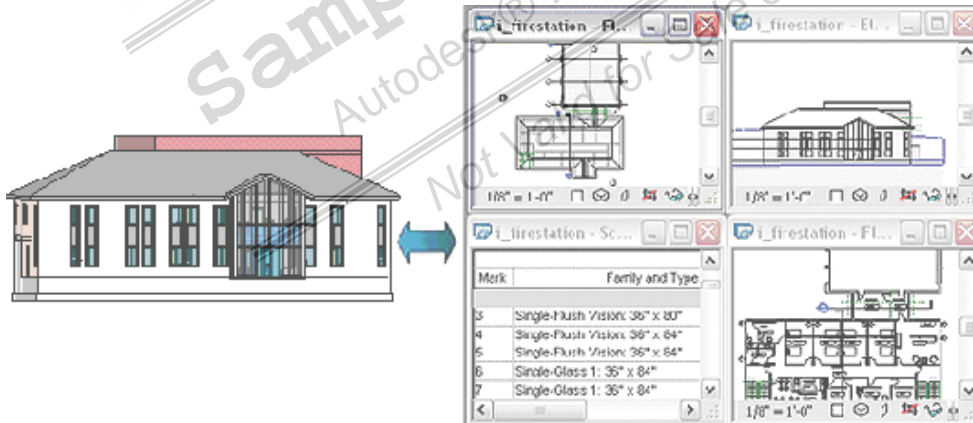 Sample
Autodesk®
Not Valid for Sale
i_firestation - Fl...
1/8" = 1'-0"
i_firestation - El...
1/8" = 1'-0"
i_firestation - Sc...
Mark Family and Type
3 Single-Flush Vision: 36" x 80"
4 Single-Flush Vision: 36" x 84"
5 Single-Flush Vision: 36" x 84"
6 Single-Glass 1: 36" x 84"
7 Single-Glass 1: 36" x 84"
i_firestation - Fl...
1/8" = 1'-0"